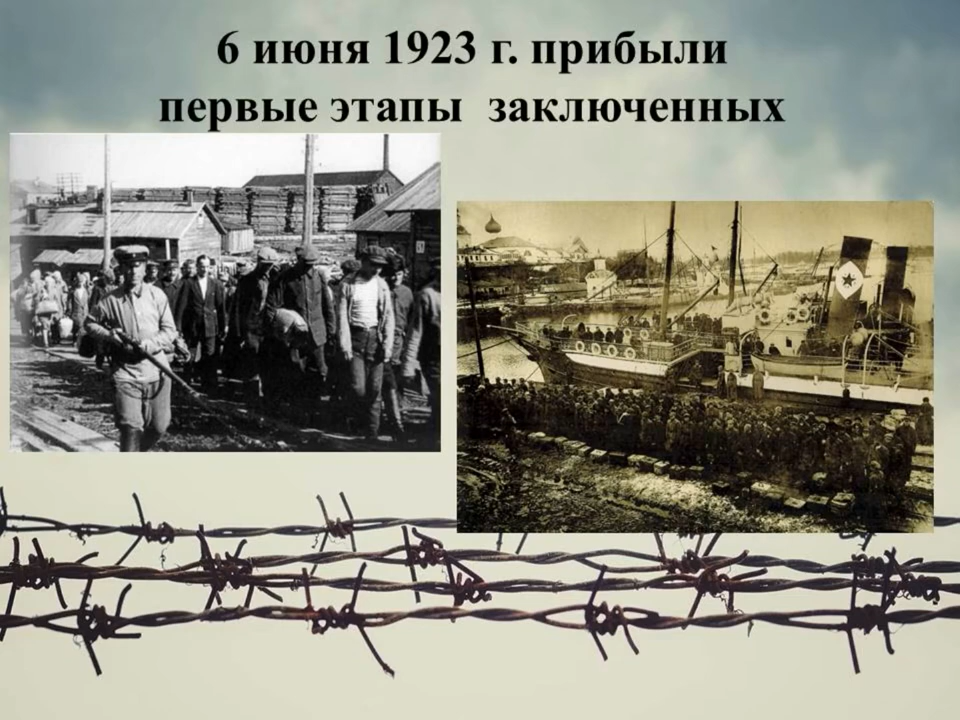 6 июня 1923 г. прибыли
первые этапы заключенных